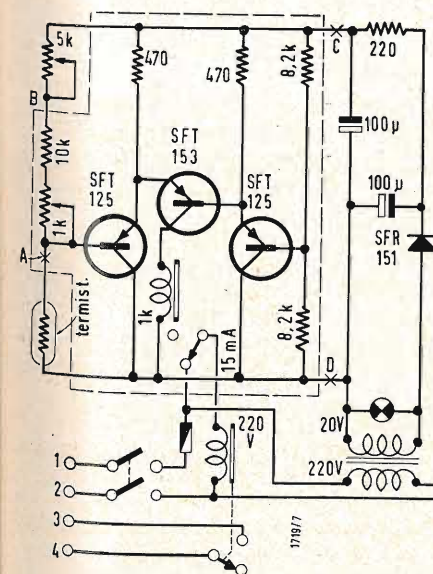 5k
B
10k
1k
A
termist.
470
470
8,2k
C
220
100µ
100µ
SFR
151
SFT
125
SFT
153
SFT
125
1k
15 mA
8,2k
D
20V
220
V
220V
1
2
3
4
1719/7